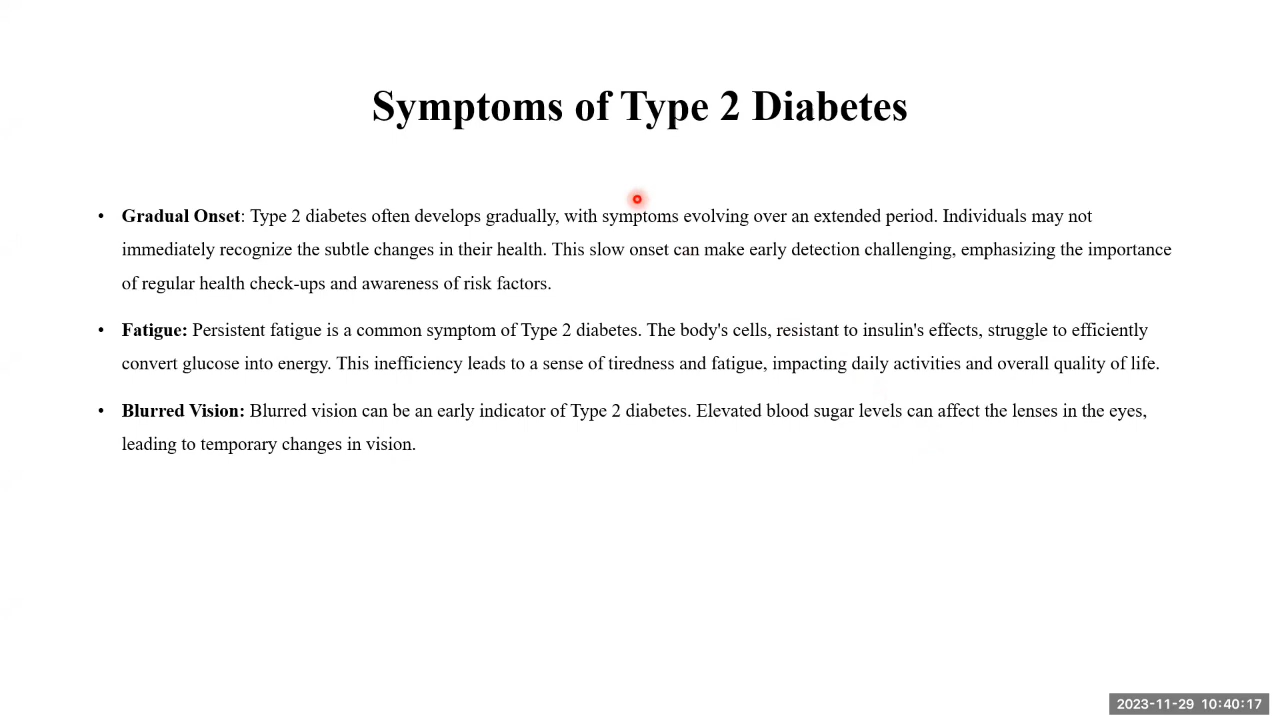 Symptoms of Type 2 Diabetes
• Gradual Onset: Type 2 diabetes often develops gradually, with symptoms evolving over an extended period. Individuals may not
immediately recognize the subtle changes in their health. This slow onset can make early detection challenging, emphasizing the importance
of regular health check-ups and awareness of risk factors.
• Fatigue: Persistent fatigue is a common symptom of Type 2 diabetes. The body's cells, resistant to insulin's effects, struggle to efficiently
convert glucose into energy. This inefficiency leads to a sense of tiredness and fatigue, impacting daily activities and overall quality of life.
• Blurred Vision: Blurred vision can be an early indicator of Type 2 diabetes. Elevated blood sugar levels can affect the lenses in the eyes,
leading to temporary changes in vision.
2023-11-29 10:40:17